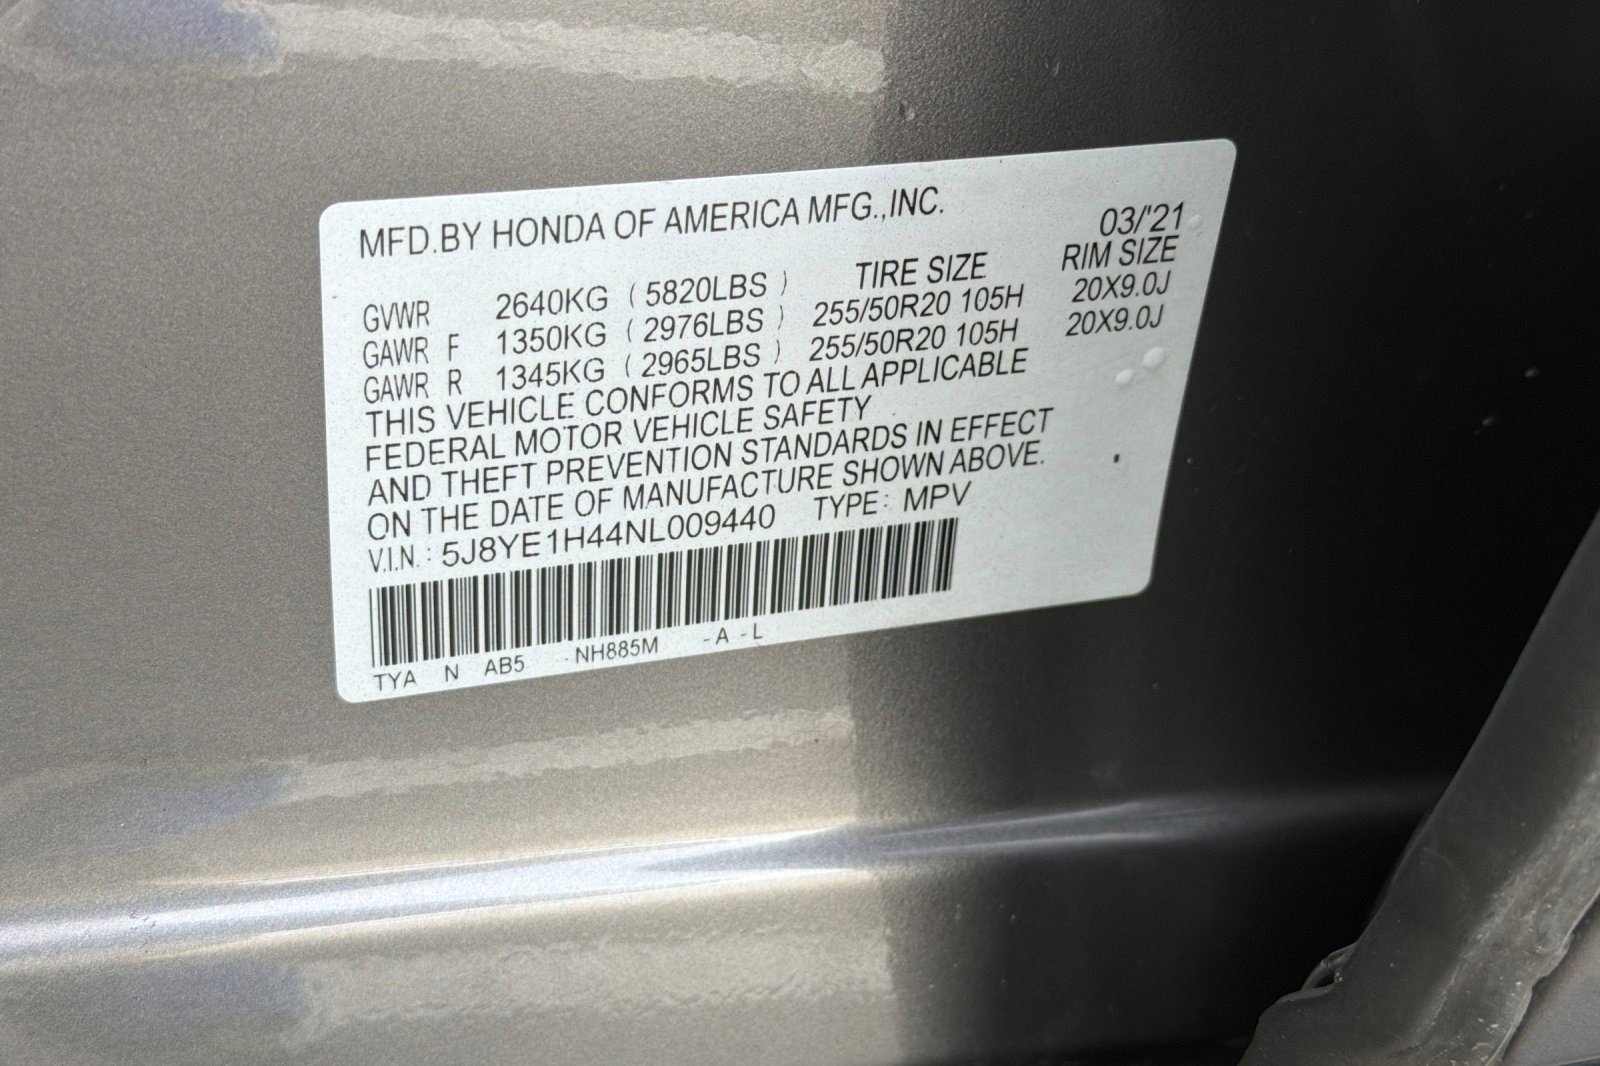 MFD.BY HONDA OF AMERICA MFG.,INC. 03/'21
TIRE SIZE RIM SIZE
GVWR 2640KG (5820LBS)
GAWR F 1350KG (2976LBS) 255/50R20 105H 20X9.0J
GAWR R 1345KG (2965LBS) 255/50R20 105H 20X9.0J
THIS VEHICLE CONFORMS TO ALL APPLICABLE
FEDERAL MOTOR VEHICLE SAFETY
AND THEFT PREVENTION STANDARDS IN EFFECT
ON THE DATE OF MANUFACTURE SHOWN ABOVE.
V.I.N.: 5J8YE1H44NL009440 TYPE: MPV
TYA N AB5 -NH885M -A -L